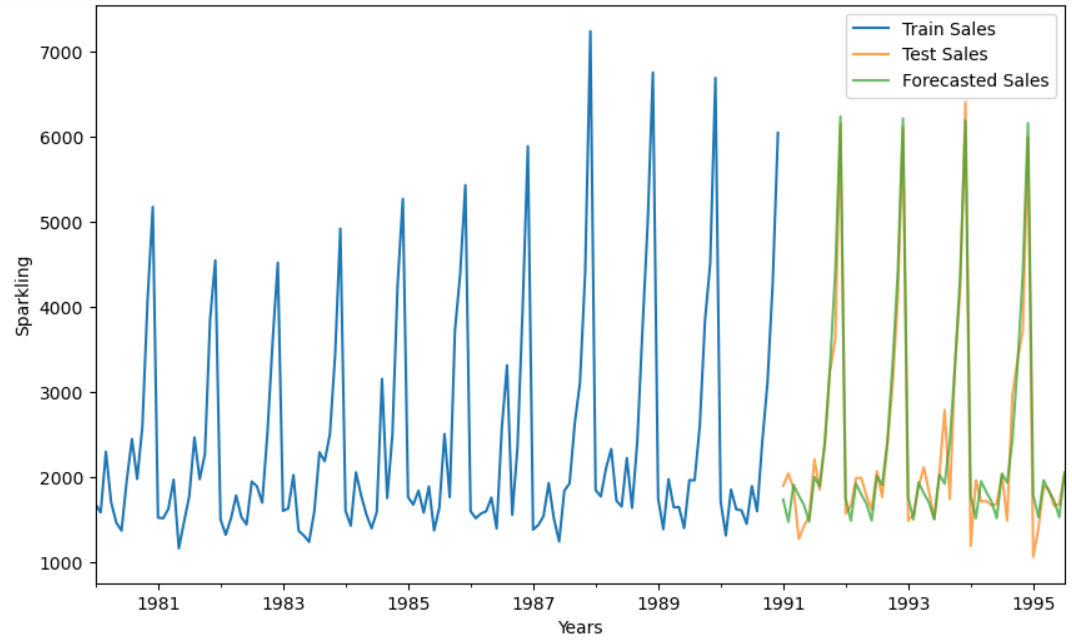 7000
6000
5000
4000
3000
2000
1000
Sparkling
Train Sales
Test Sales
Forecasted Sales
1981 1983 1985 1987 1989 1991 1993 1995
Years